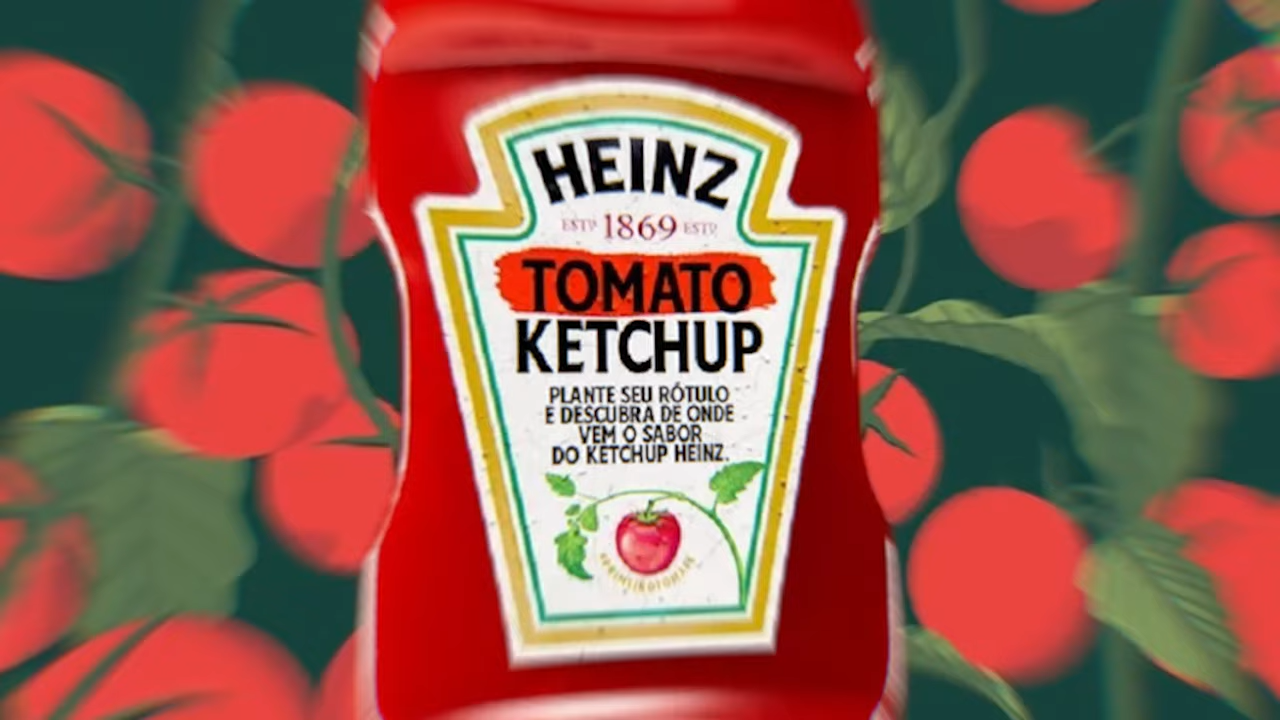 HEINZ
ESTD 1869 ESTD
TOMATO
KETCHUP
PLANTE SEU RÓTULO
E DESCUBRA DE ONDE
VEM O SABOR
DO KETCHUP HEINZ.